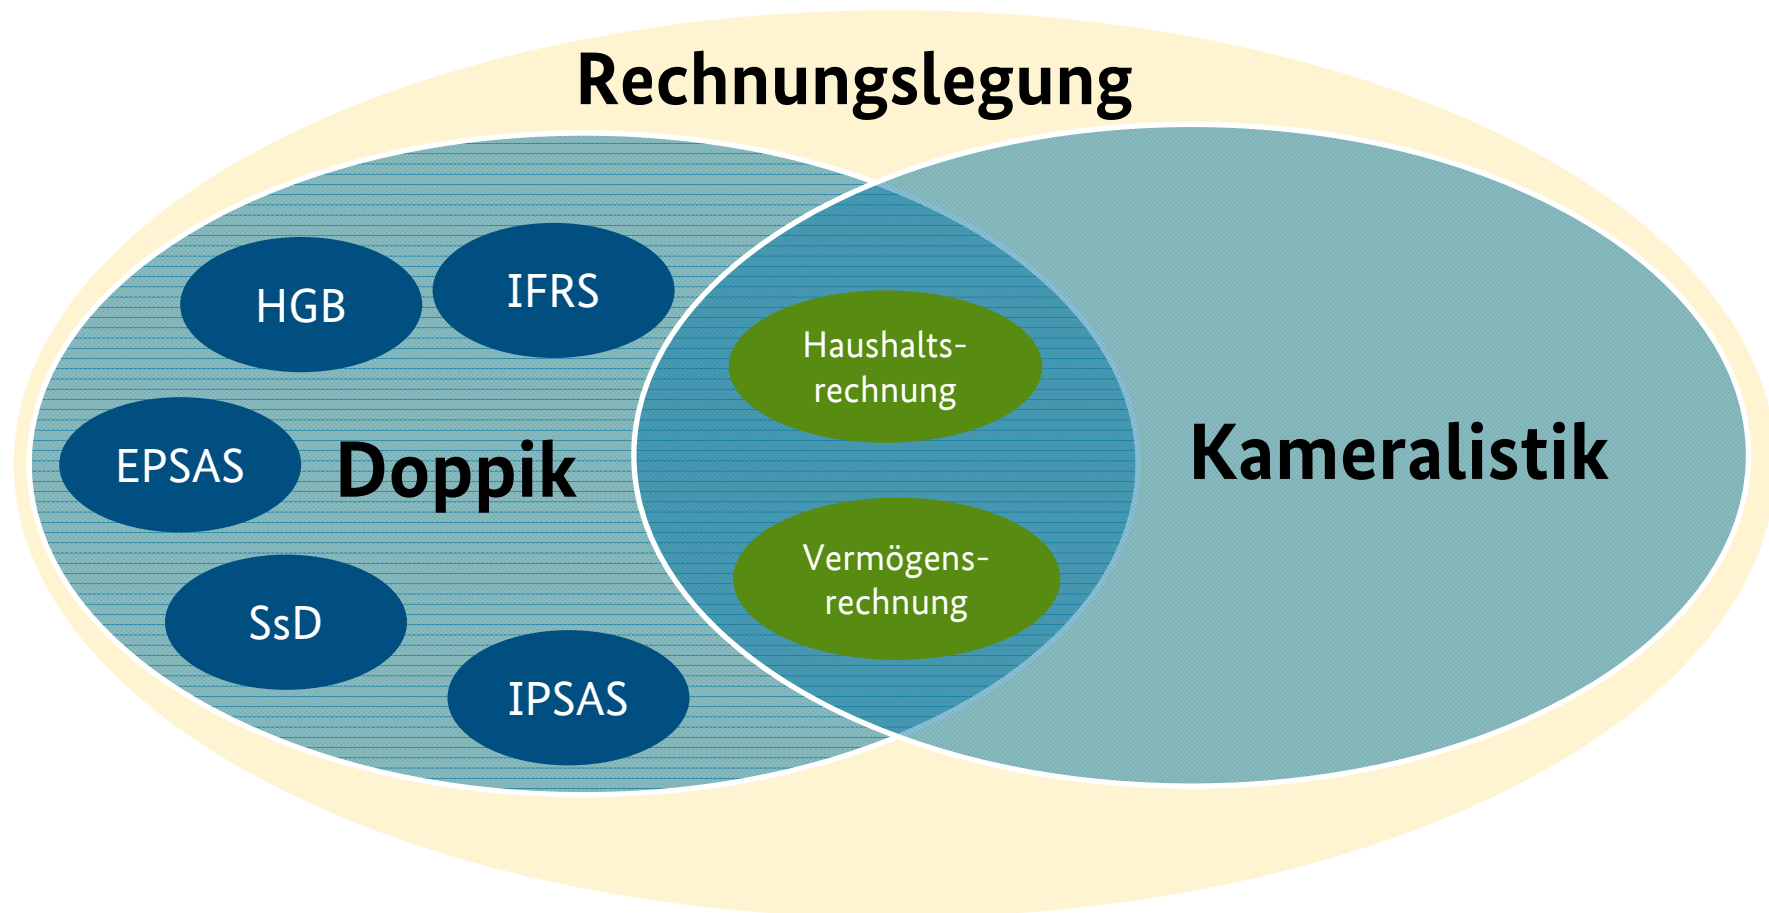 Rechnungslegung
HGB
IFRS
EPSAS
Doppik
SsD
IPSAS
Haushalts-
rechnung
Vermögens-
rechnung
Kameralistik